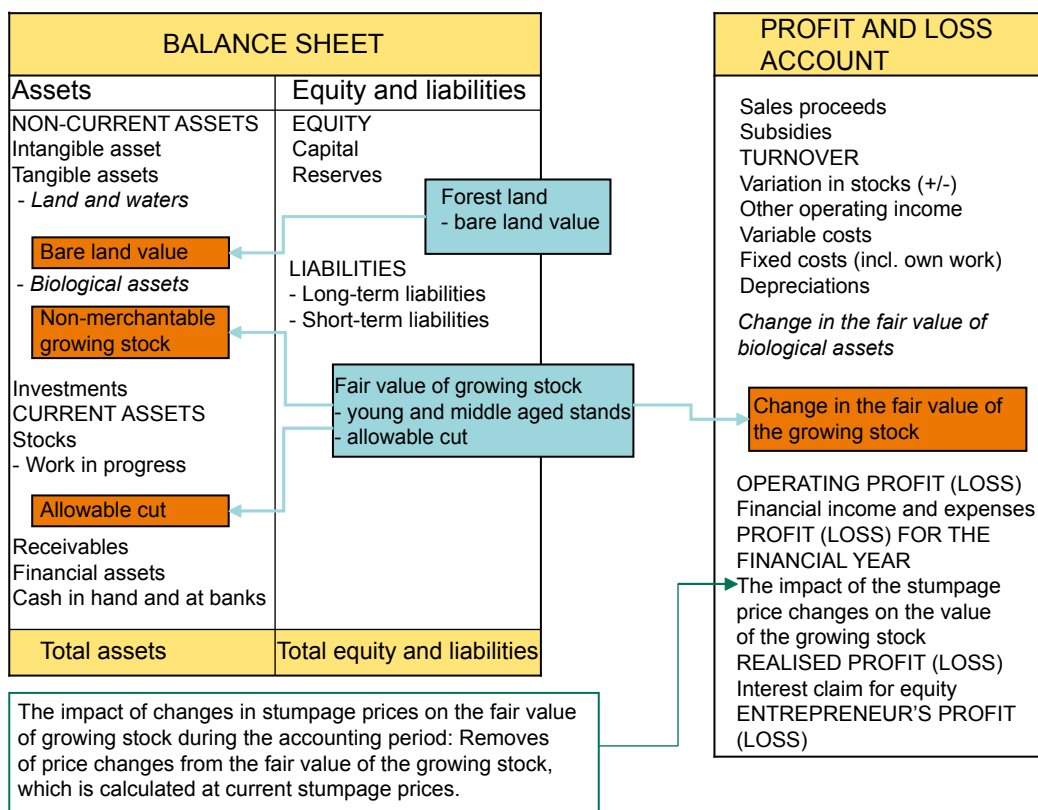 BALANCE SHEET
Assets
Equity and liabilities
NON-CURRENT ASSETS
Intangible asset
Tangible assets
- Land and waters
Bare land value
- Biological assets
Non-merchantable
growing stock
Investments
CURRENT ASSETS
Stocks
- Work in progress
Allowable cut
Receivables
Financial assets
Cash in hand and at banks
Total assets
EQUITY
Capital
Reserves
Forest land
- bare land value
LIABILITIES
- Long-term liabilities
- Short-term liabilities
Fair value of growing stock
- young and middle aged stands
- allowable cut
Total equity and liabilities
The impact of changes in stumpage prices on the fair value
of growing stock during the accounting period: Removes
of price changes from the fair value of the growing stock,
which is calculated at current stumpage prices.
PROFIT AND LOSS
ACCOUNT
Sales proceeds
Subsidies
TURNOVER
Variation in stocks (+/-)
Other operating income
Variable costs
Fixed costs (incl. own work)
Depreciations
Change in the fair value of
biological assets
Change in the fair value of
the growing stock
OPERATING PROFIT (LOSS)
Financial income and expenses
PROFIT (LOSS) FOR THE
FINANCIAL YEAR
The impact of the stumpage
price changes on the value
of the growing stock
REALISED PROFIT (LOSS)
Interest claim for equity
ENTREPRENEUR'S PROFIT
(LOSS)